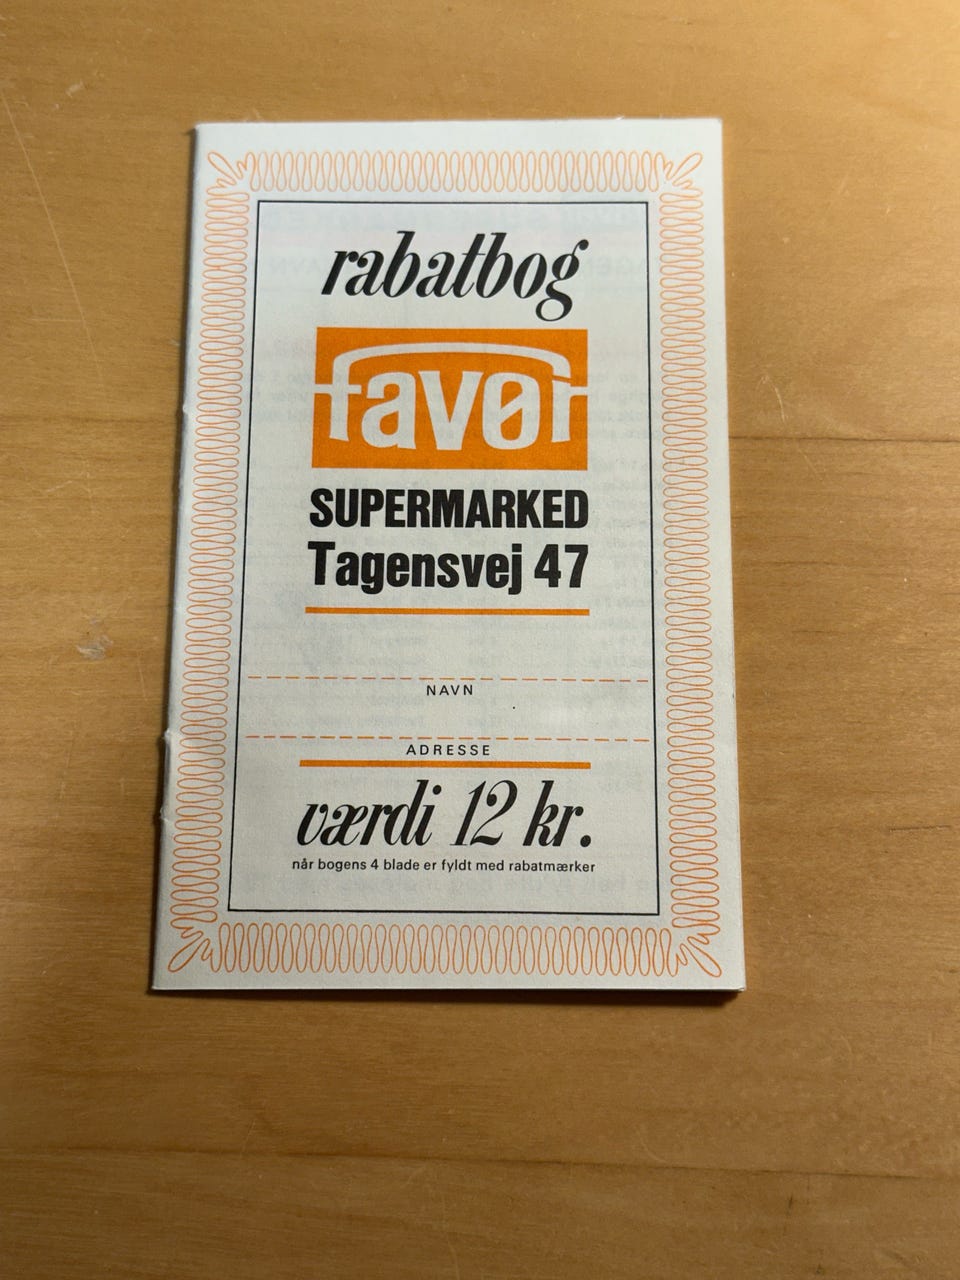 rabatbog
favør
SUPERMARKED
Tagensvej 47
NAVN
ADRESSE
værdi 12 kr.
når bogens 4 blade er fyldt med rabatmærker